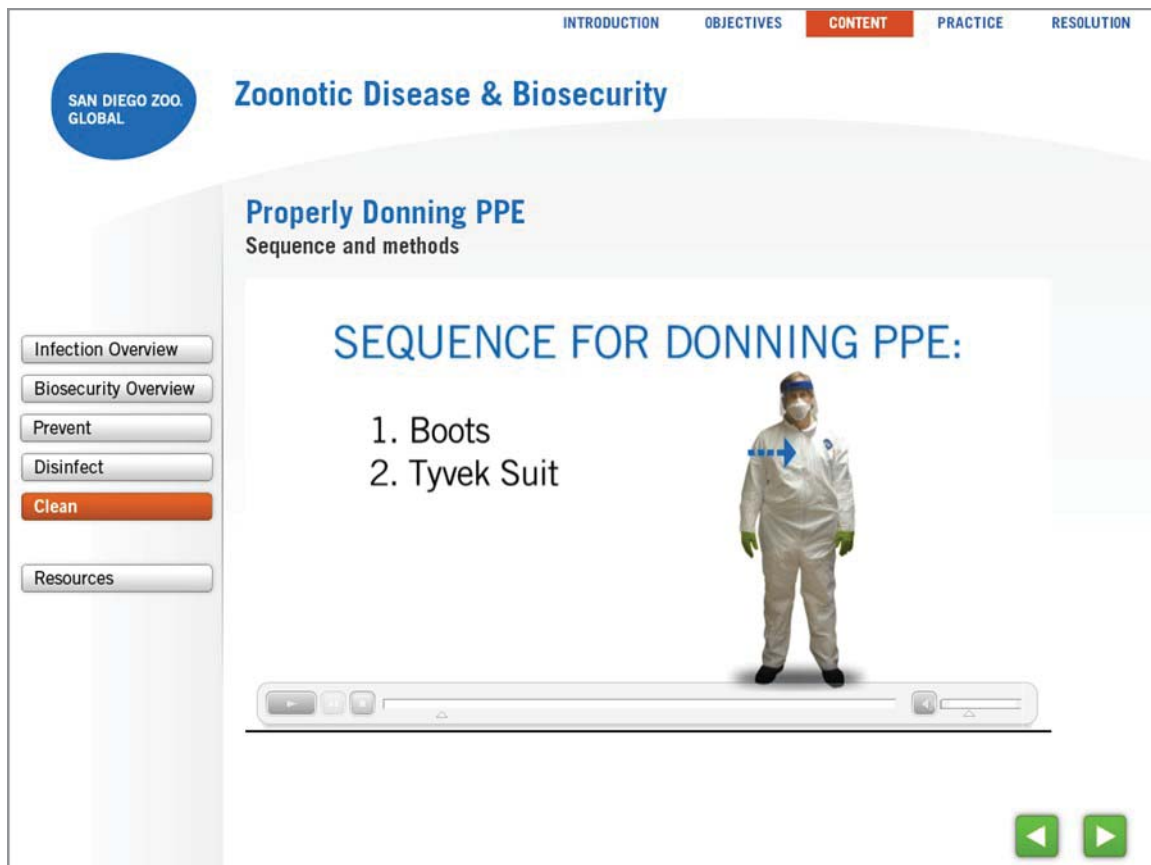 INTRODUCTION OBJECTIVES CONTENT PRACTICE RESOLUTION
SAN DIEGO ZOO.
GLOBAL
Zoonotic Disease & Biosecurity
Properly Donning PPE
Sequence and methods
Infection Overview
Biosecurity Overview
Prevent
Disinfect
Clean
Resources
SEQUENCE FOR DONNING PPE:
1. Boots
2. Tyvek Suit